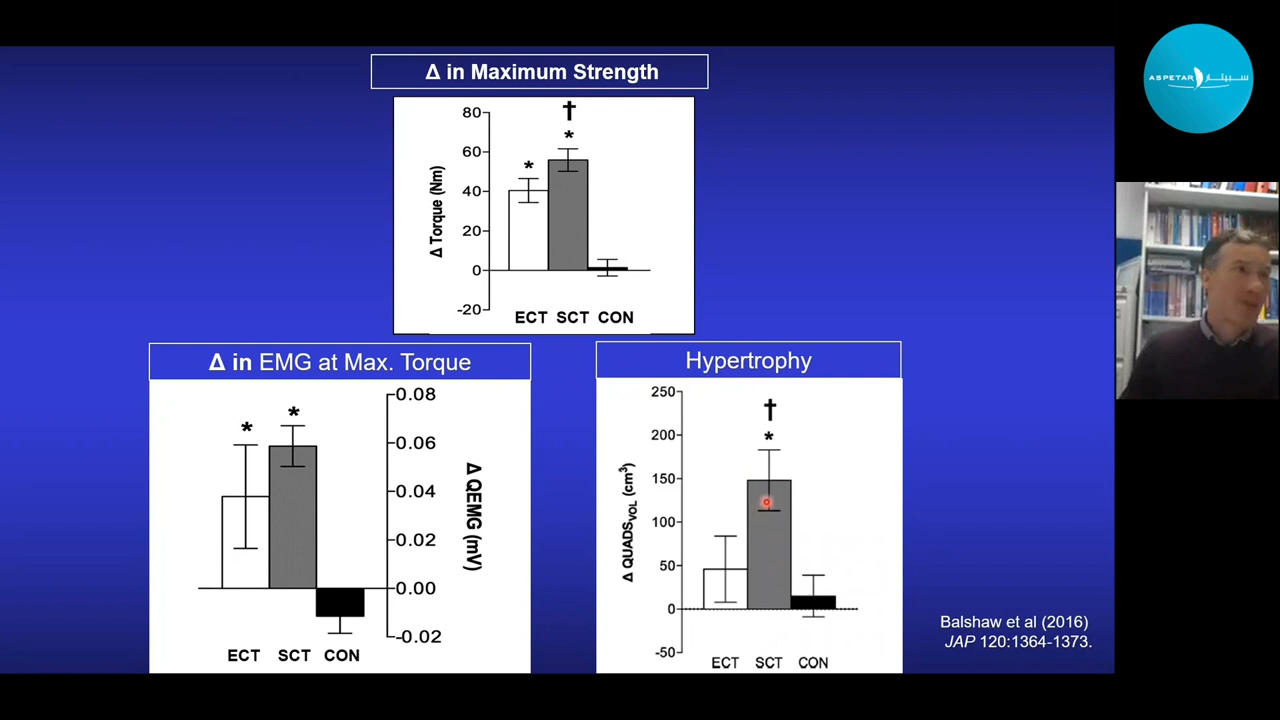 Δ in Maximum Strength
80
60
40
20
0
-20
Δ Torque (Nm)
†
*
*
ECT SCT CON
Δ in EMG at Max. Torque
0.08
0.06
0.04
0.02
0.00
-0.02
Δ QEMG (mV)
*
*
ECT SCT CON
Hypertrophy
250
200
150
100
50
0
-50
Δ QUADSVOL (cm3)
†
*
ECT SCT CON
Balshaw et al (2016)
JAP 120:1364-1373.
ASPETAR سبيتار